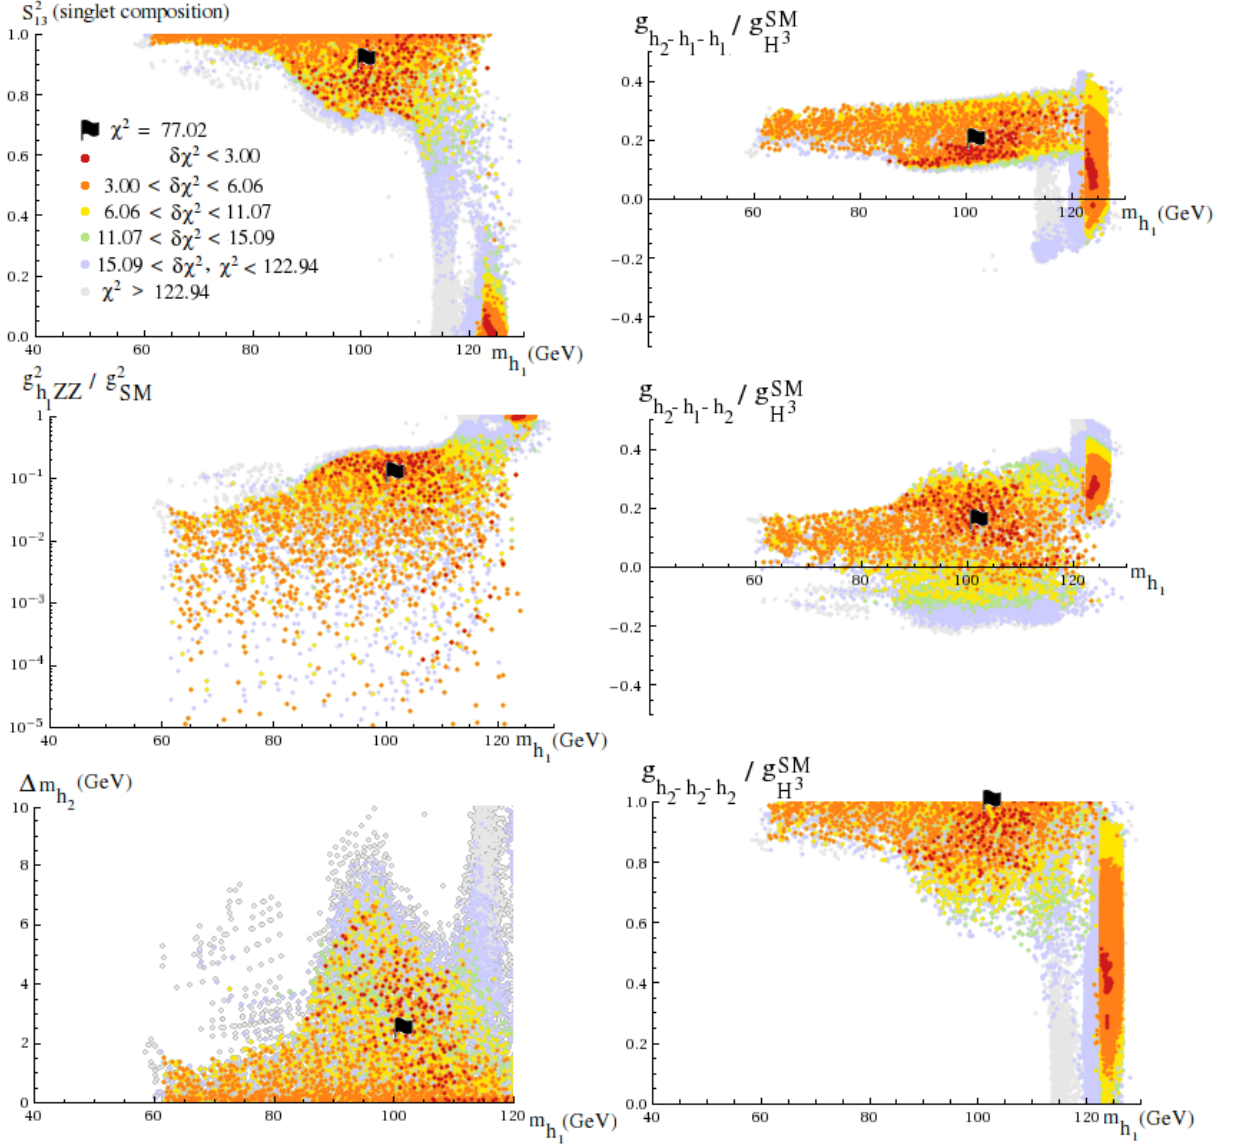 S²₁₃ (singlet composition)
1.0
0.8
0.6
0.4
0.2
0.0
χ² = 77.02
δχ² < 3.00
3.00 < δχ² < 6.06
6.06 < δχ² < 11.07
11.07 < δχ² < 15.09
15.09 < δχ², χ² < 122.94
χ² > 122.94
40 60 80 100 120 m_h₁ (GeV)
g_h₂-h₁-h₁ / g^SM_H³
0.4
0.2
0.0
−0.2
−0.4
60 80 100 120 m_h₁ (GeV)
g²_h₁ZZ / g²_SM
1
10⁻¹
10⁻²
10⁻³
10⁻⁴
10⁻⁵
40 60 80 100 120 m_h₁ (GeV)
g_h₂-h₁-h₂ / g^SM_H³
0.4
0.2
0.0
−0.2
−0.4
60 80 100 120 m_h₁
Δ m_h₂ (GeV)
10
8
6
4
2
0
40 60 80 100 120 m_h₁ (GeV)
g_h₂-h₂-h₂ / g^SM_H³
1.0
0.8
0.6
0.4
0.2
0.0
40 60 80 100 120 m_h₁ (GeV)